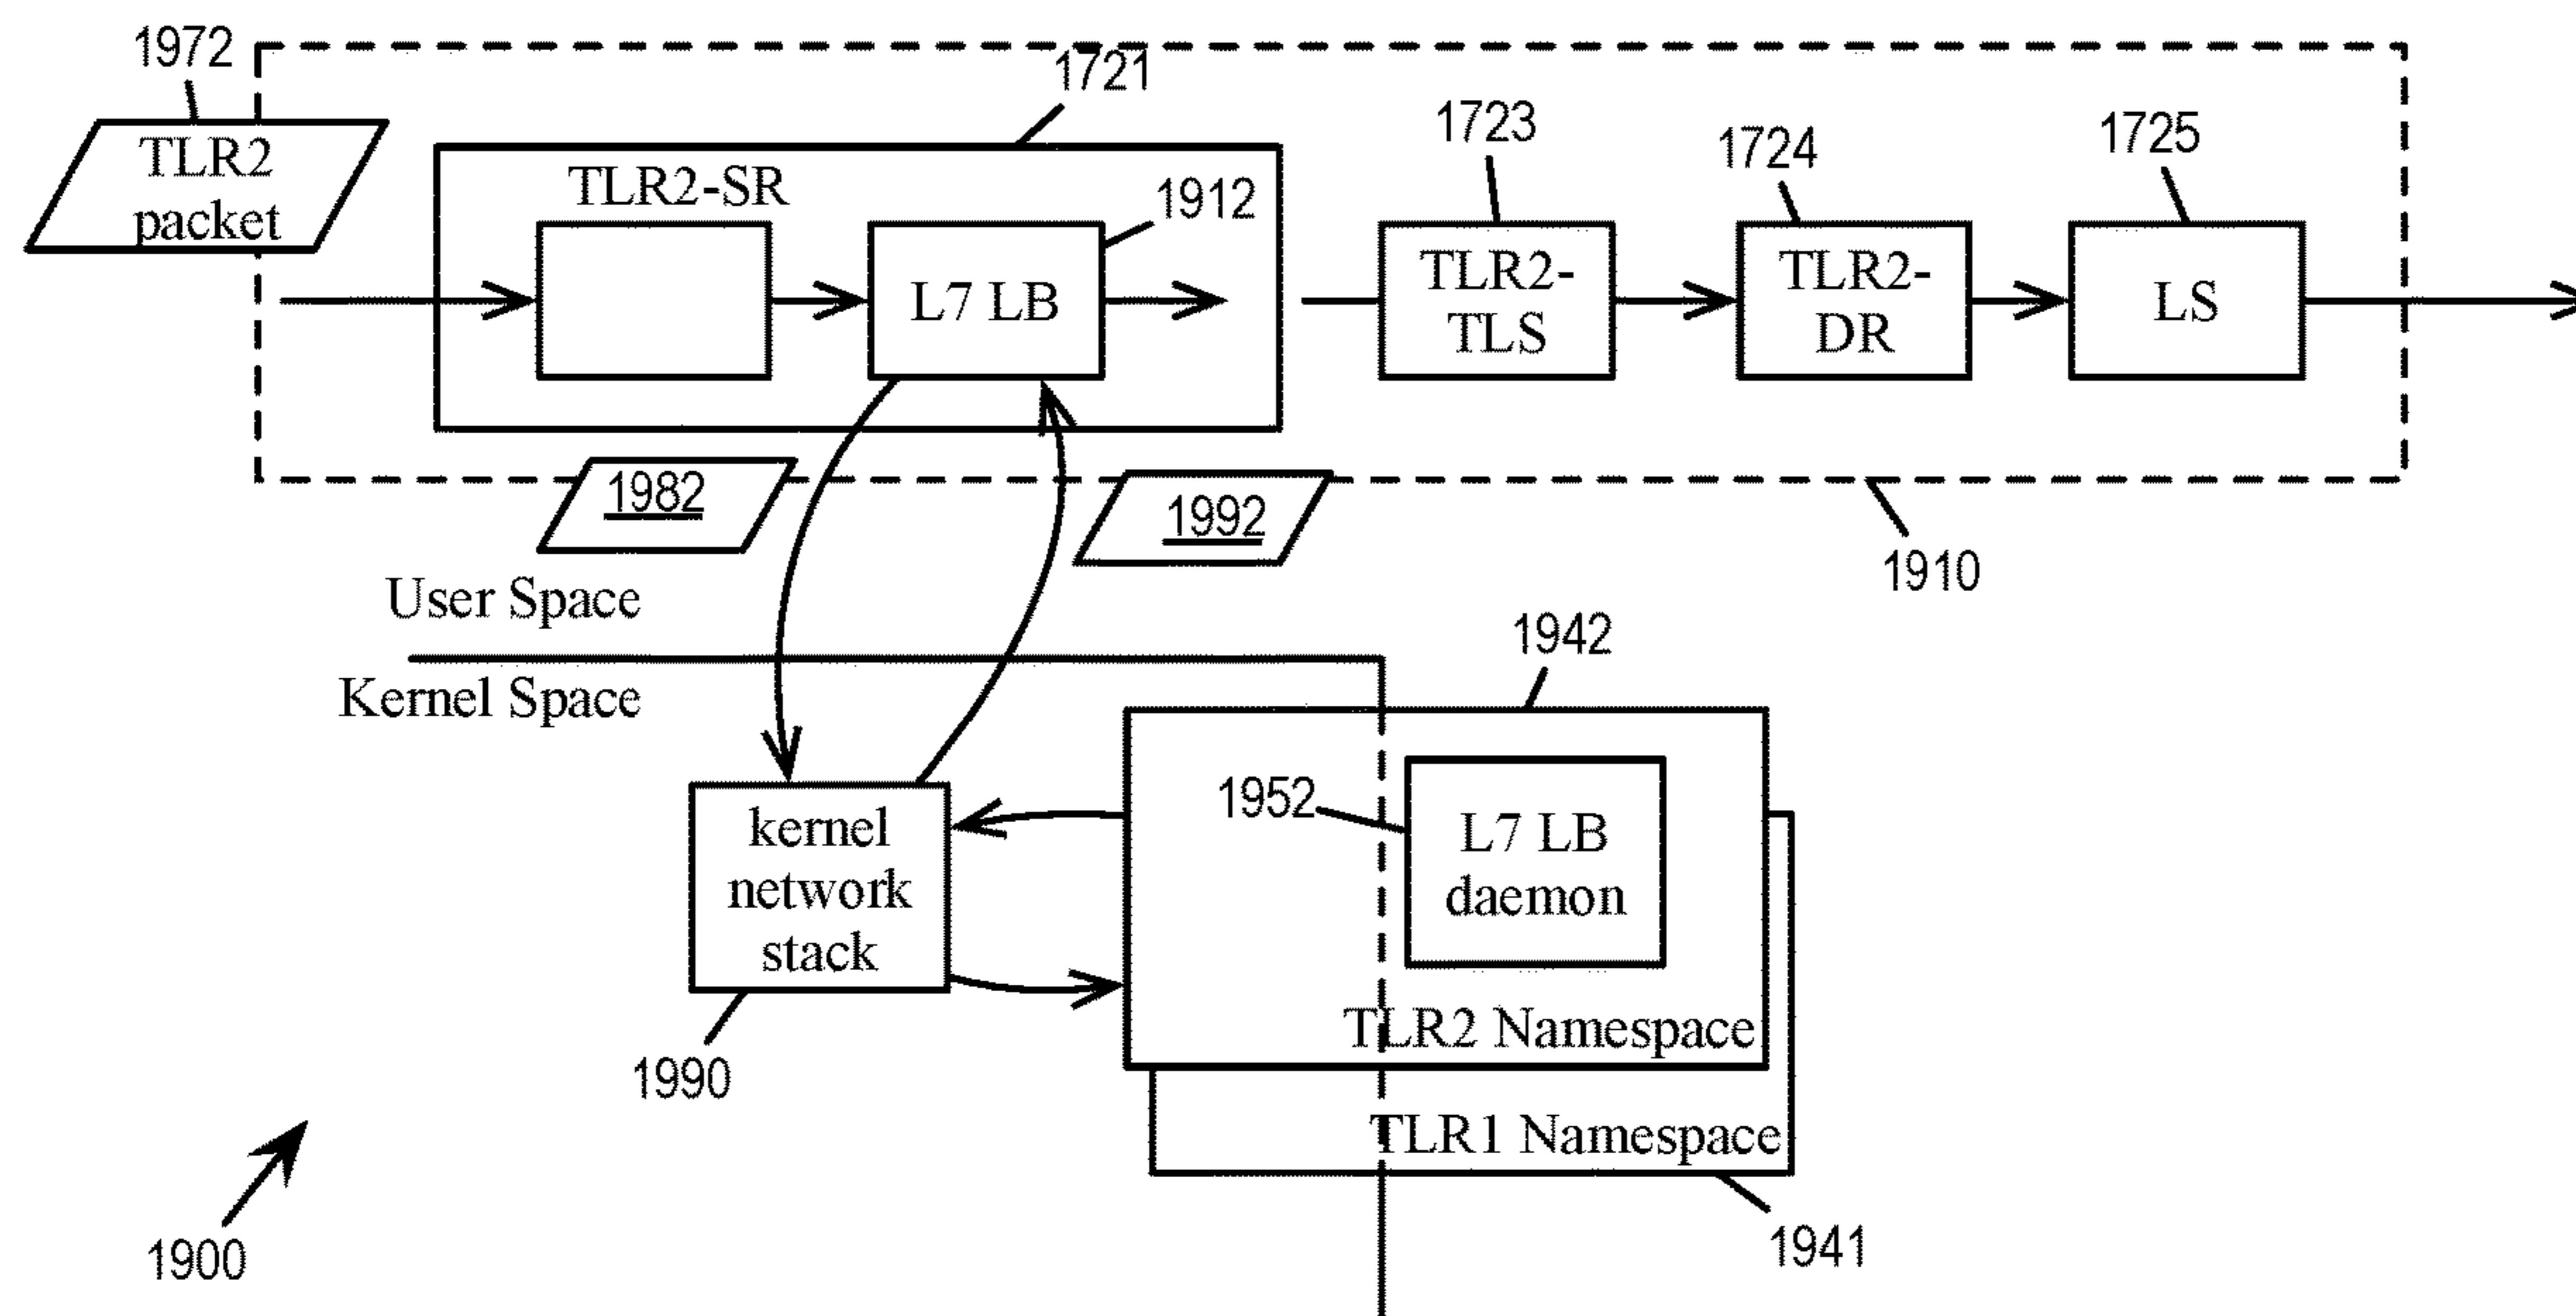 1972
1721
TLR2
packet
TLR2-SR
1912
1723
1724
1725
L7 LB
TLR2-
TLS
TLR2-
DR
LS
1982
1992
1910
User Space
Kernel Space
1942
1952
kernel
network
stack
L7 LB
daemon
TLR2 Namespace
1990
TLR1 Namespace
1941
1900